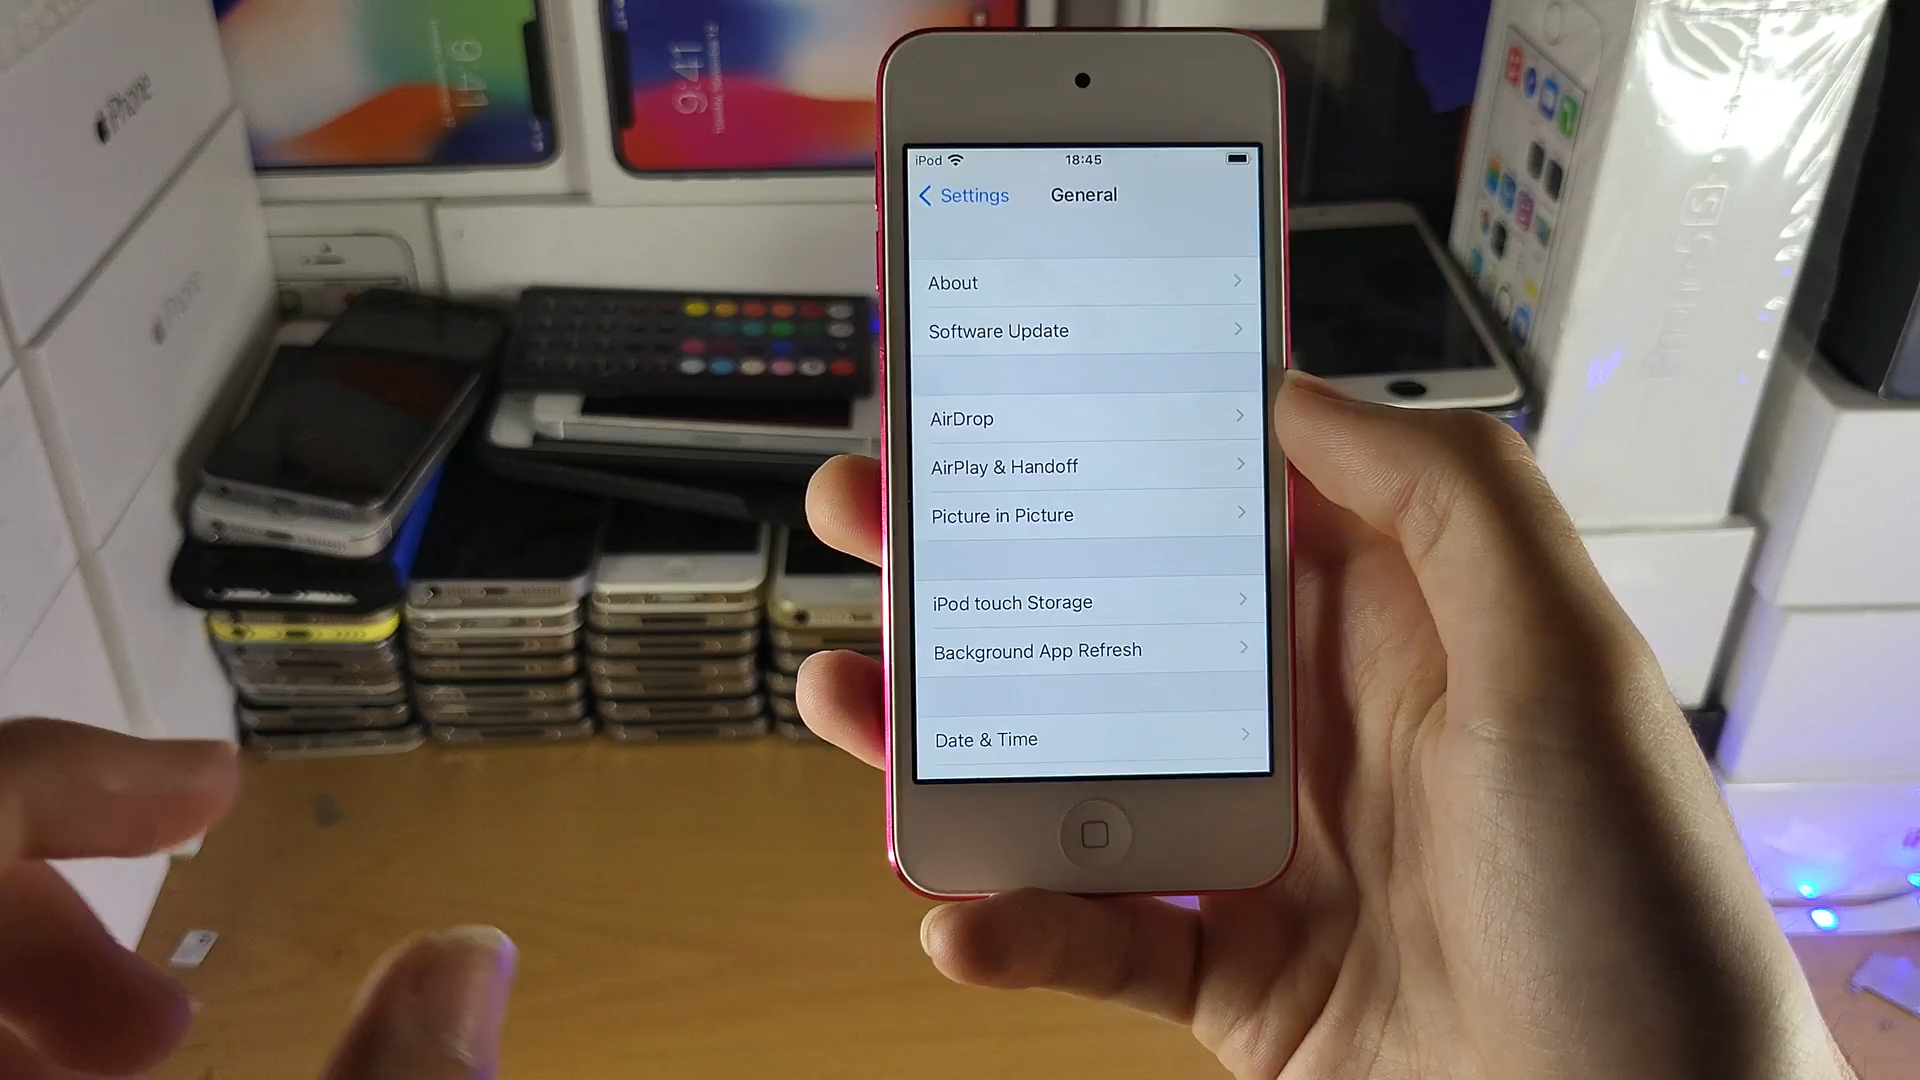 iPhone
iPhone
9:41
9:41
iPod
18:45
Settings
General
About
Software Update
AirDrop
AirPlay & Handoff
Picture in Picture
iPod touch Storage
Background App Refresh
Date & Time